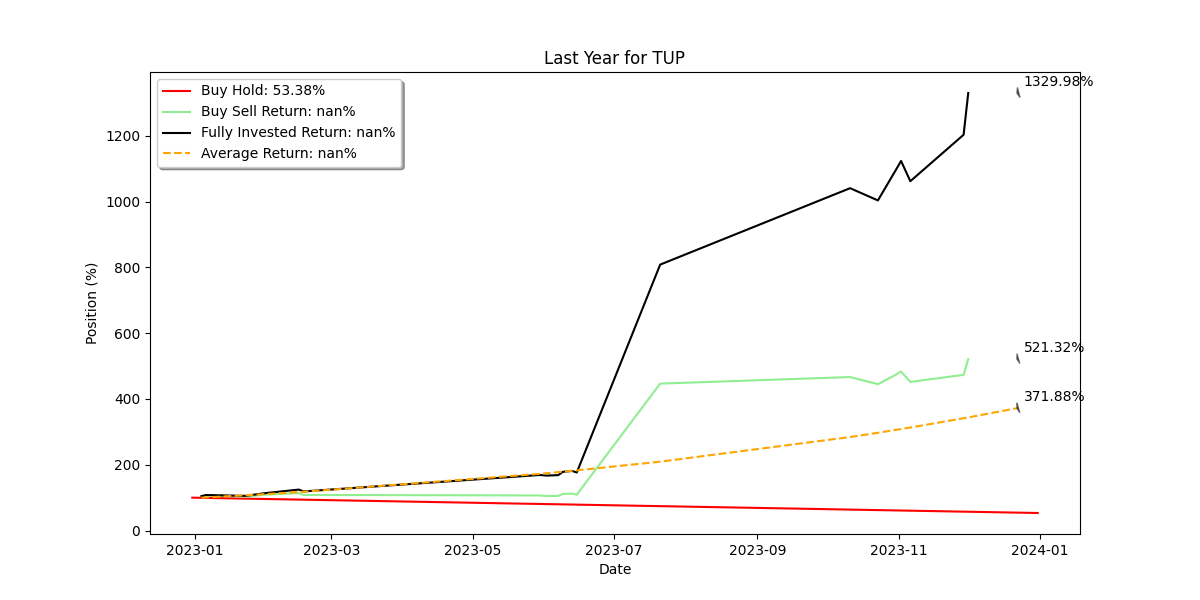 Last Year for TUP
Buy Hold: 53.38%
Buy Sell Return: nan%
Fully Invested Return: nan%
Average Return: nan%
1329.98%
521.32%
371.88%
Position (%)
1200
1000
800
600
400
200
0
2023-01
2023-03
2023-05
2023-07
2023-09
2023-11
2024-01
Date